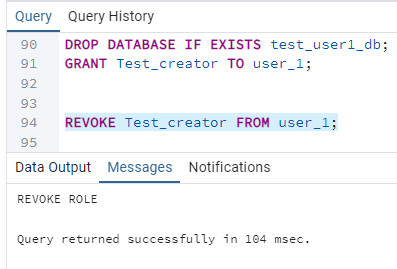 Query Query History
90 DROP DATABASE IF EXISTS test_user1_db;
91 GRANT Test_creator TO user_1;
92
93
94 REVOKE Test_creator FROM user_1;
95
Data Output Messages Notifications
REVOKE ROLE
Query returned successfully in 104 msec.